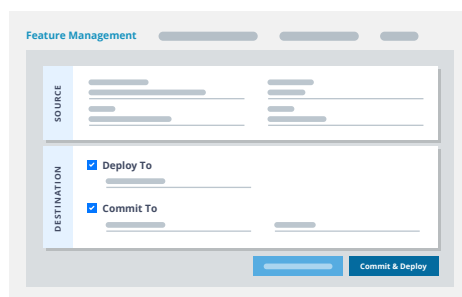 Feature Management
SOURCE
DESTINATION
Deploy To
Commit To
Commit & Deploy